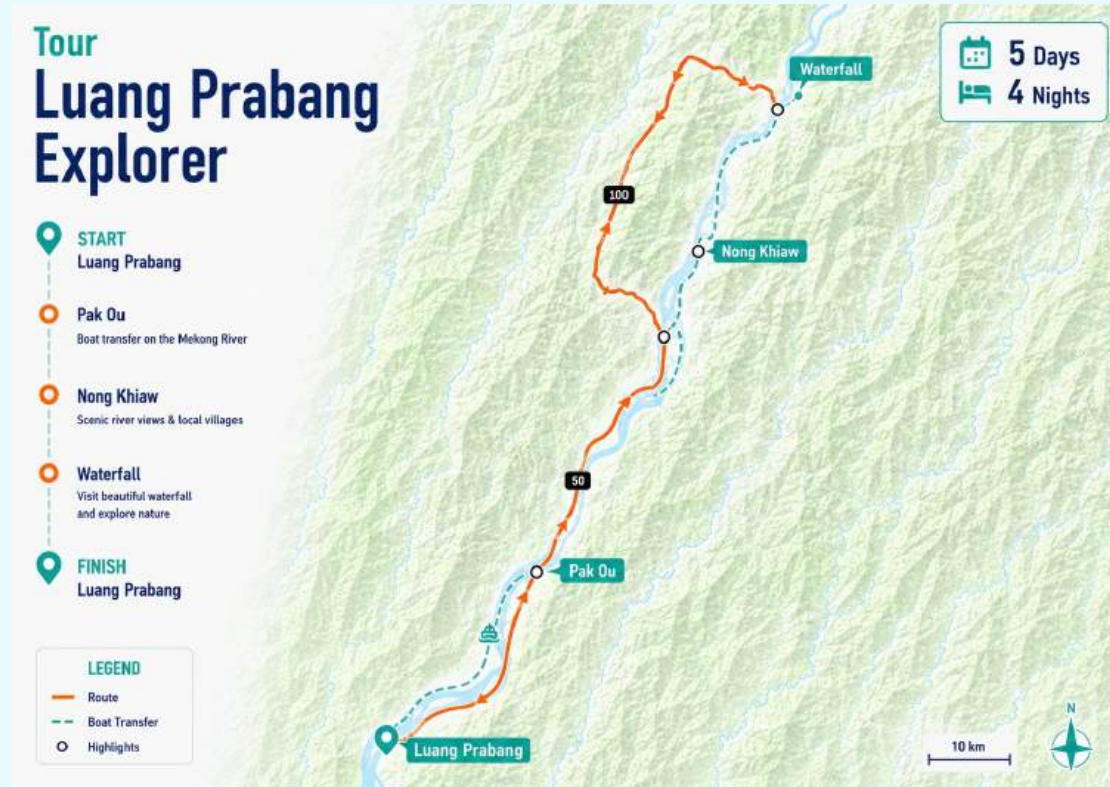 Tour
Luang Prabang
Explorer
START
Luang Prabang
Pak Ou
Boat transfer on the Mekong River
Nong Khiaw
Scenic river views & local villages
Waterfall
Visit beautiful waterfall
and explore nature
FINISH
Luang Prabang
LEGEND
Route
Boat Transfer
Highlights
5 Days
4 Nights
Waterfall
100
Nong Khiaw
50
Pak Ou
Luang Prabang
10 km
N